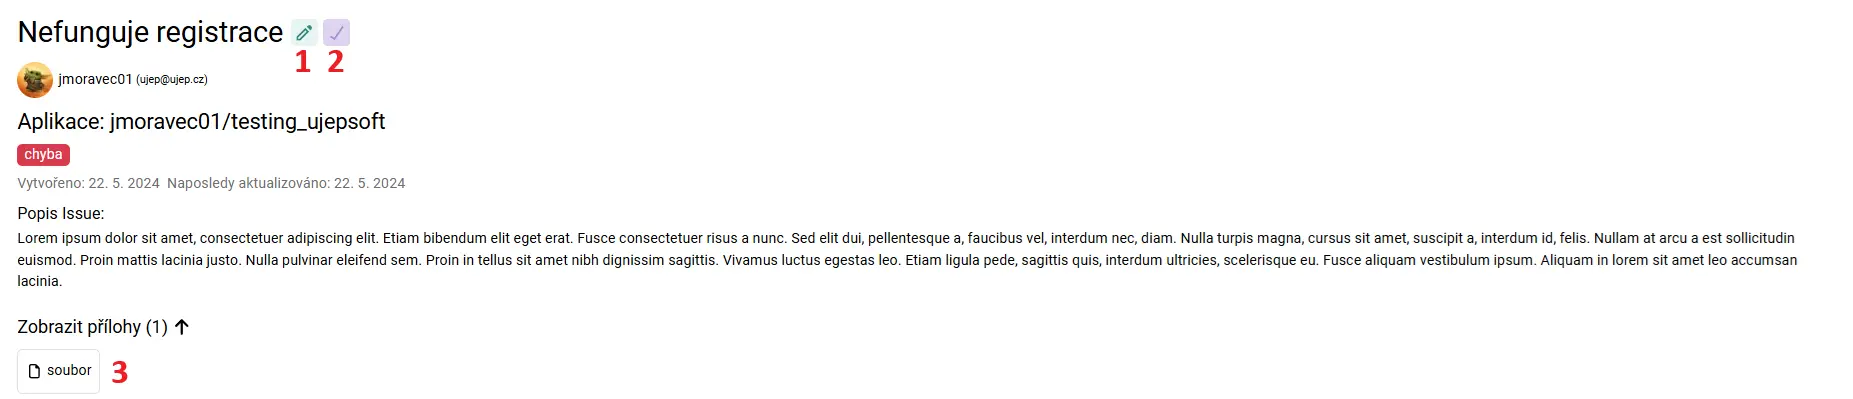 Nefunguje registrace
1 2
jmoravec01 (ujep@ujep.cz)
Aplikace: jmoravec01/testing_ujepsoft
chyba
Vytvořeno: 22. 5. 2024 Naposledy aktualizováno: 22. 5. 2024
Popis Issue:
Lorem ipsum dolor sit amet, consectetuer adipiscing elit. Etiam bibendum elit eget erat. Fusce consectetuer risus a nunc. Sed elit dui, pellentesque a, faucibus vel, interdum nec, diam. Nulla turpis magna, cursus sit amet, suscipit a, interdum id, felis. Nullam at arcu a est sollicitudin
euismod. Proin mattis lacinia justo. Nulla pulvinar eleifend sem. Proin in tellus sit amet nibh dignissim sagittis. Vivamus luctus egestas leo. Etiam ligula pede, sagittis quis, interdum ultricies, scelerisque eu. Fusce aliquam vestibulum ipsum. Aliquam in lorem sit amet leo accumsan
lacinia.
Zobrazit přílohy (1)
soubor 3